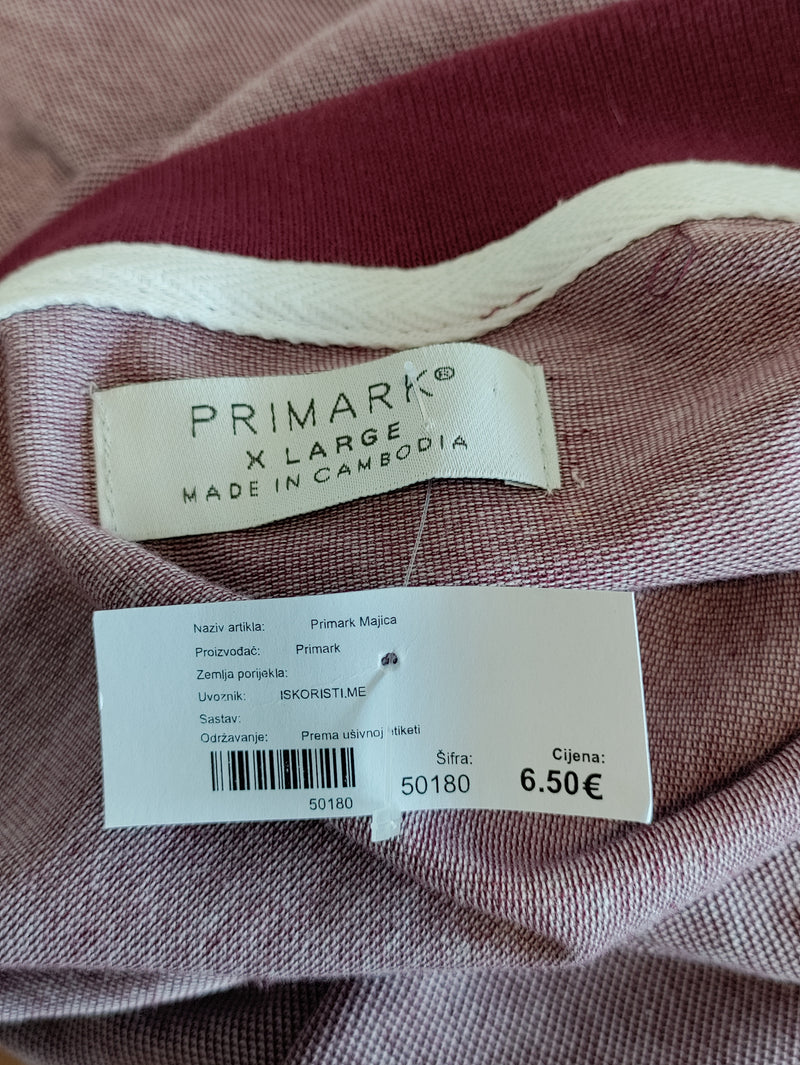 PRIMARK®
X LARGE
MADE IN CAMBODIA
Naziv artikla: Primark Majica
Proizvođač: Primark
Zemlja porijekla:
Uvoznik: ISKORISTI.ME
Sastav:
Održavanje: Prema ušivnoj etiketi
Šifra: Cijena:
50180 6.50€
50180